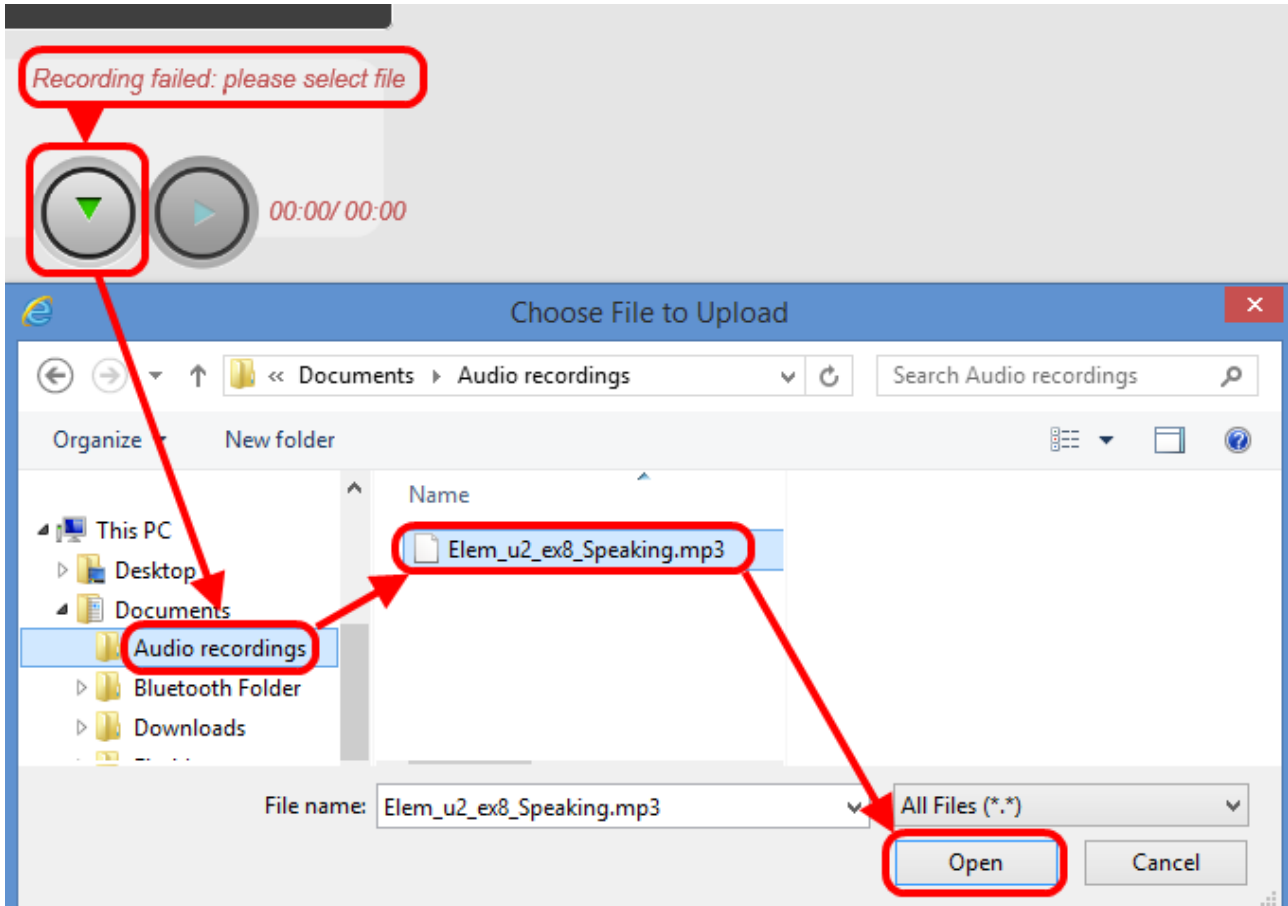 Recording failed: please select file
00:00/ 00:00
Choose File to Upload
« Documents Audio recordings
Search Audio recordings
Organize New folder
Name
This PC
Elem_u2_ex8_Speaking.mp3
Desktop
Documents
Audio recordings
Bluetooth Folder
Downloads
File name: Elem_u2_ex8_Speaking.mp3 All Files (*.*)
Open Cancel